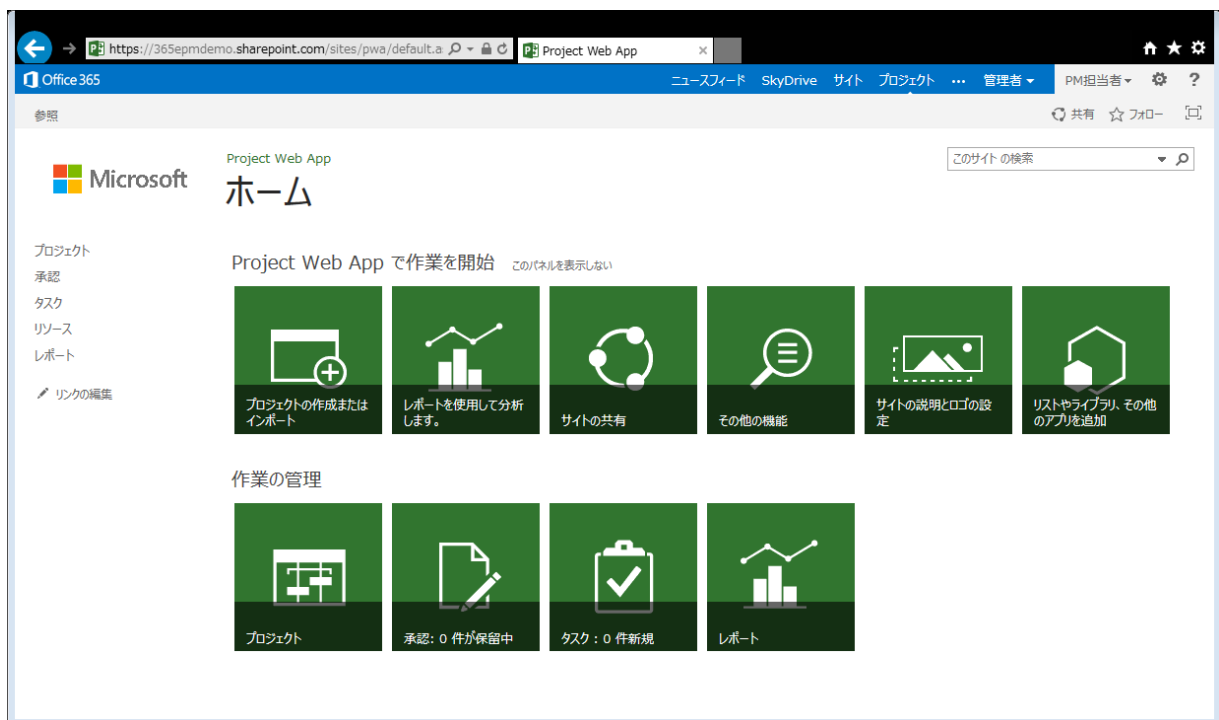 https://365epmdemo.sharepoint.com/sites/pwa/default.a
Project Web App
Office 365
ニュースフィード SkyDrive サイト プロジェクト ... 管理者 PM担当者 ?
参照
共有 フォロー
Microsoft
Project Web App
ホーム
このサイト の検索
プロジェクト
承認
タスク
リソース
レポート
リンクの編集
Project Web App で作業を開始 このパネルを表示しない
プロジェクトの作成または
インポート
レポートを使用して分析
します。
サイトの共有
その他の機能
サイトの説明とロゴの設
定
リストやライブラリ、その他
のアプリを追加
作業の管理
プロジェクト
承認: 0 件が保留中
タスク : 0 件新規
レポート